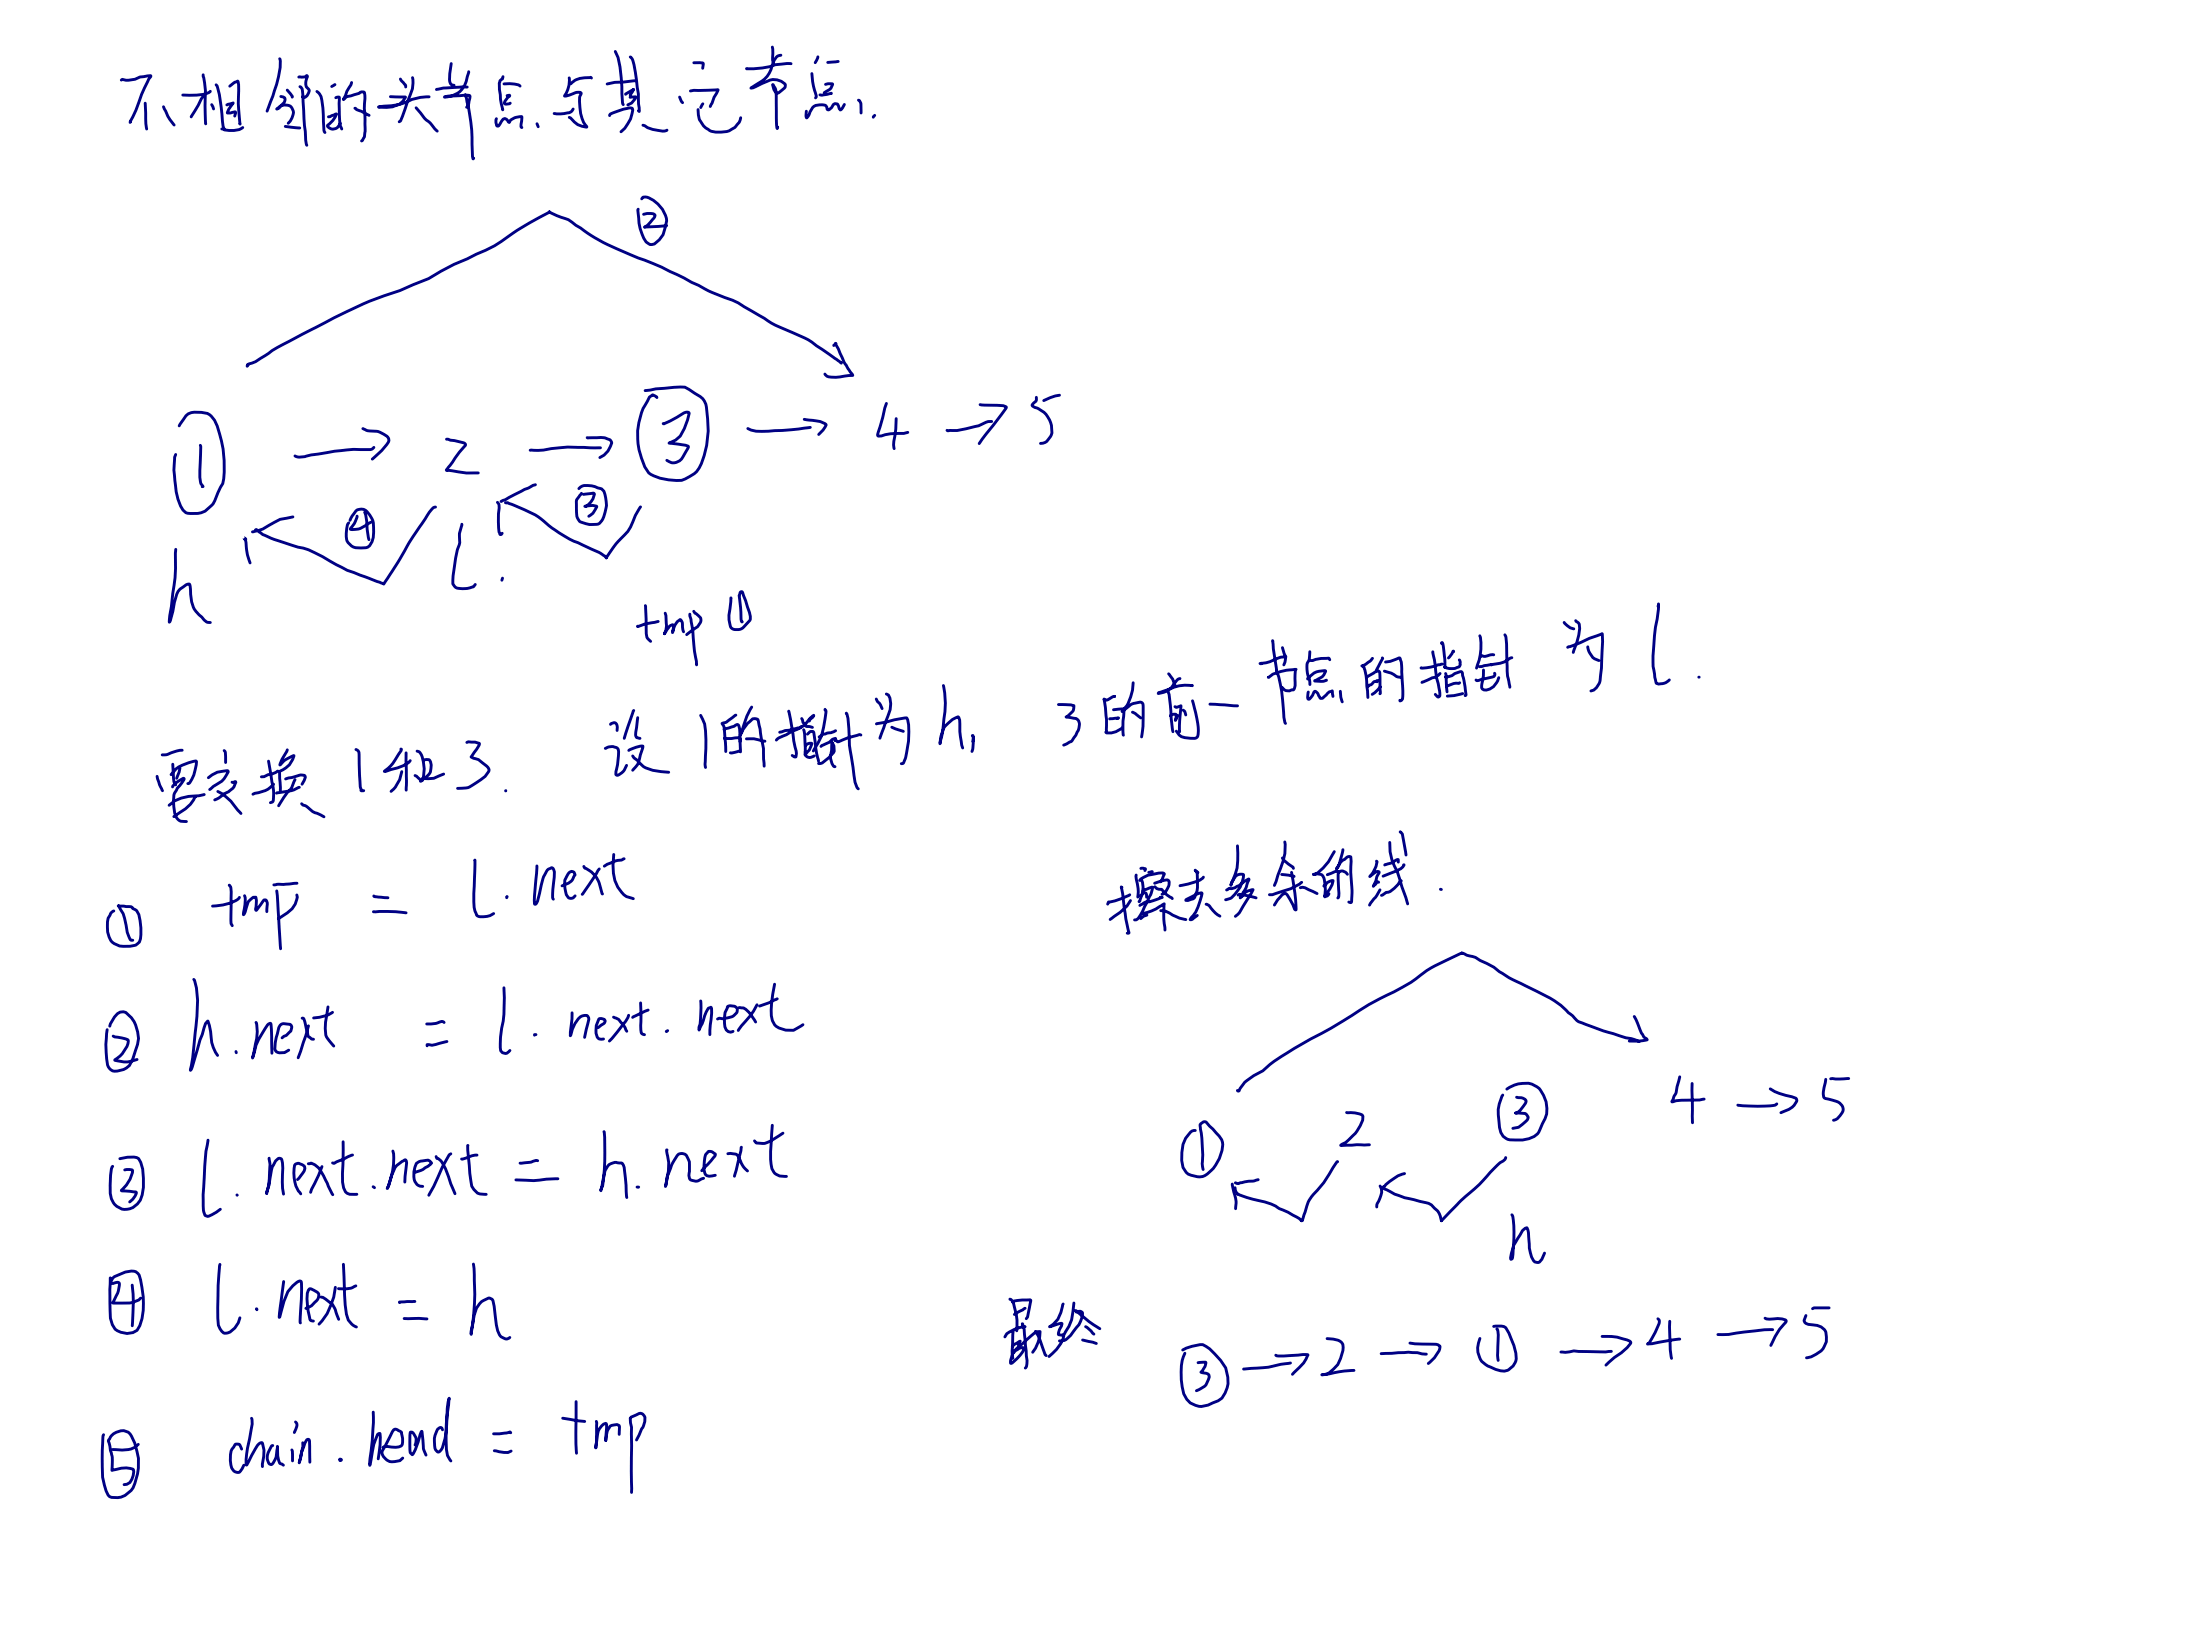 不相邻的头节点与其它节点.
②
① → 2 → ③ → 4 → 5
④ ③
h l.
tmp ①
要交换1和3. 设1的指针为h, 3的前一节点的指针为l.
① tmp = l.next
② h.next = l.next.next
③ l.next.next = h.next
④ l.next = h
⑤ chain.head = tmp
擦去多余的线.
① 2 ③ 4 → 5
h
最终 ③ → 2 → ① → 4 → 5